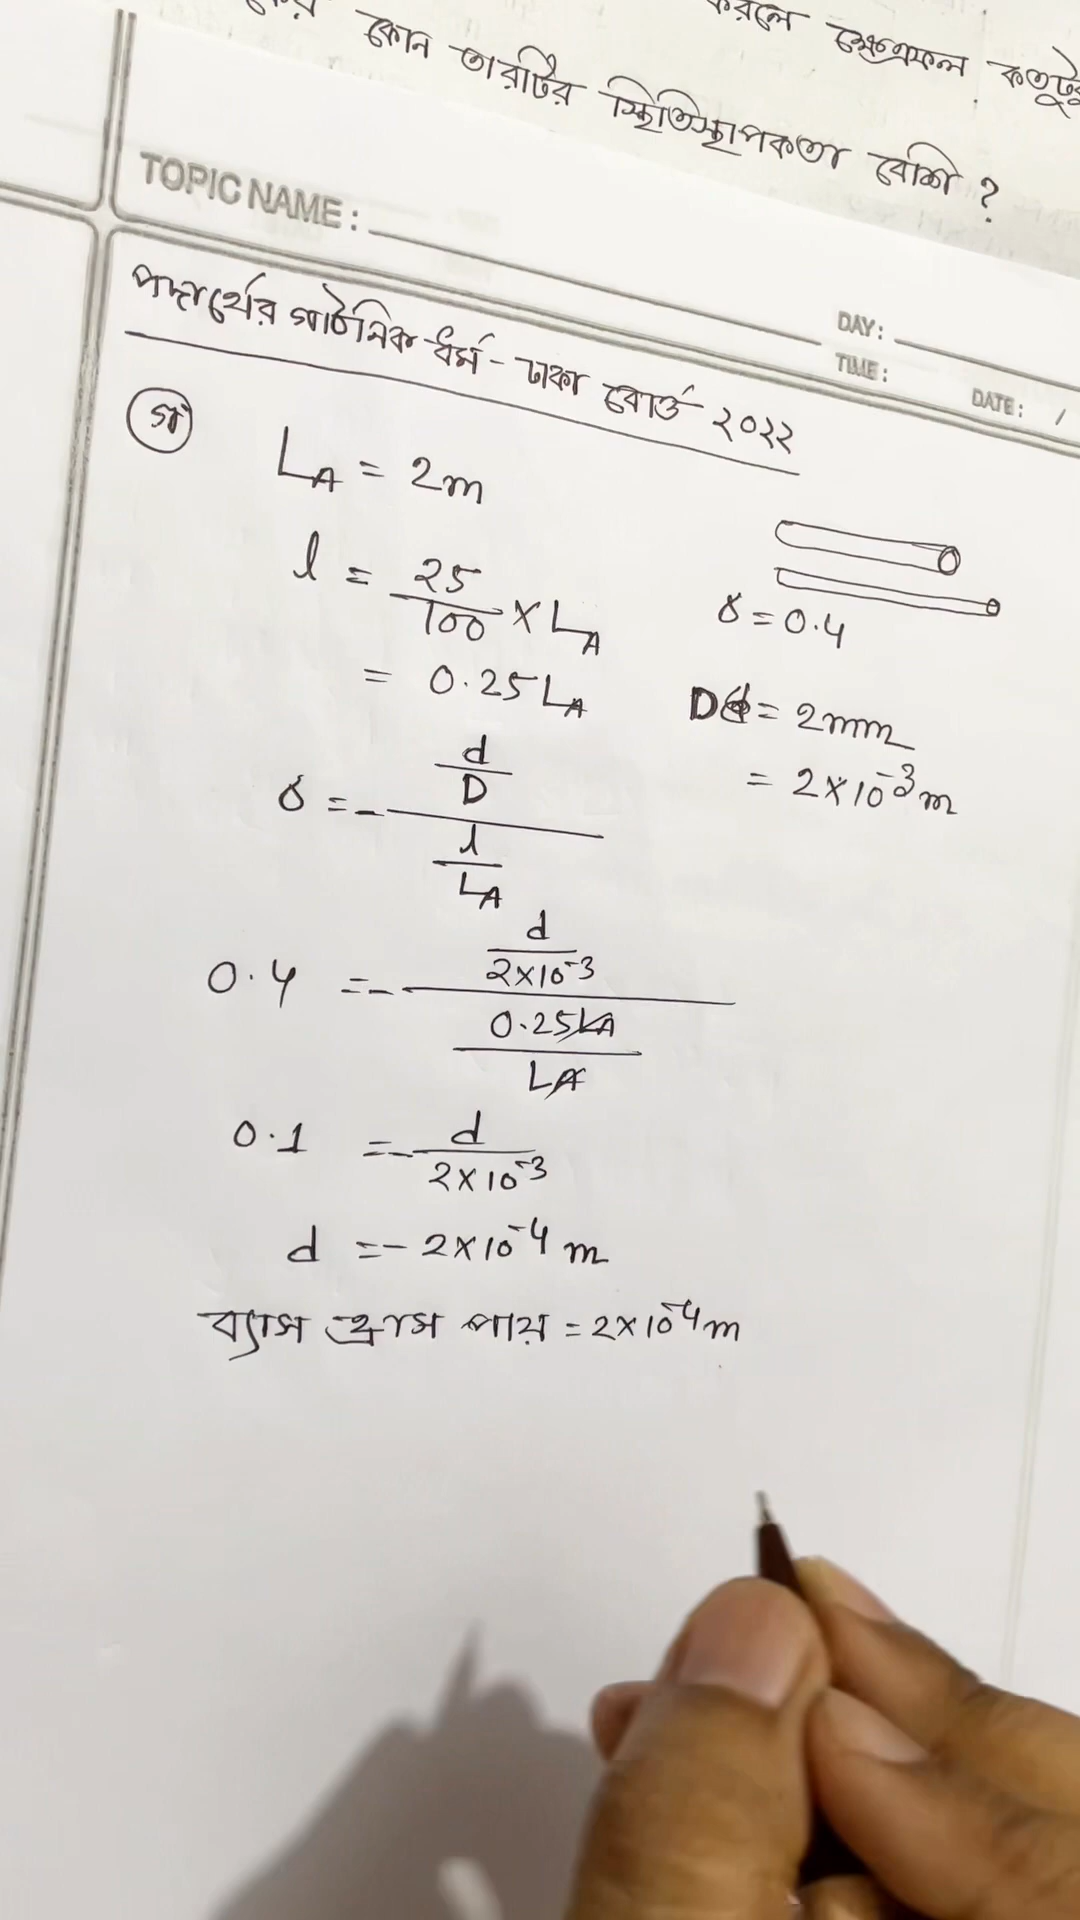 করলে ক্ষেত্রফল কতটুকু
কোন তারটির স্থিতিস্থাপকতা বেশি ?
TOPIC NAME :
DAY :
TIME :
DATE : /
পদার্থের গাঠনিক ধর্ম - ঢাকা বোর্ড ২০২২
গ
L_A = 2m
l = 25/100 × L_A
= 0.25 L_A
σ = 0.4
D = 2mm
= 2×10^-3 m
σ = - (d/D)/(l/L_A)
0.4 = - (d/(2×10^-3))/(0.25L_A/L_A)
0.1 = - d/(2×10^-3)
d = - 2×10^-4 m
ব্যাস হ্রাস পায় = 2×10^-4 m